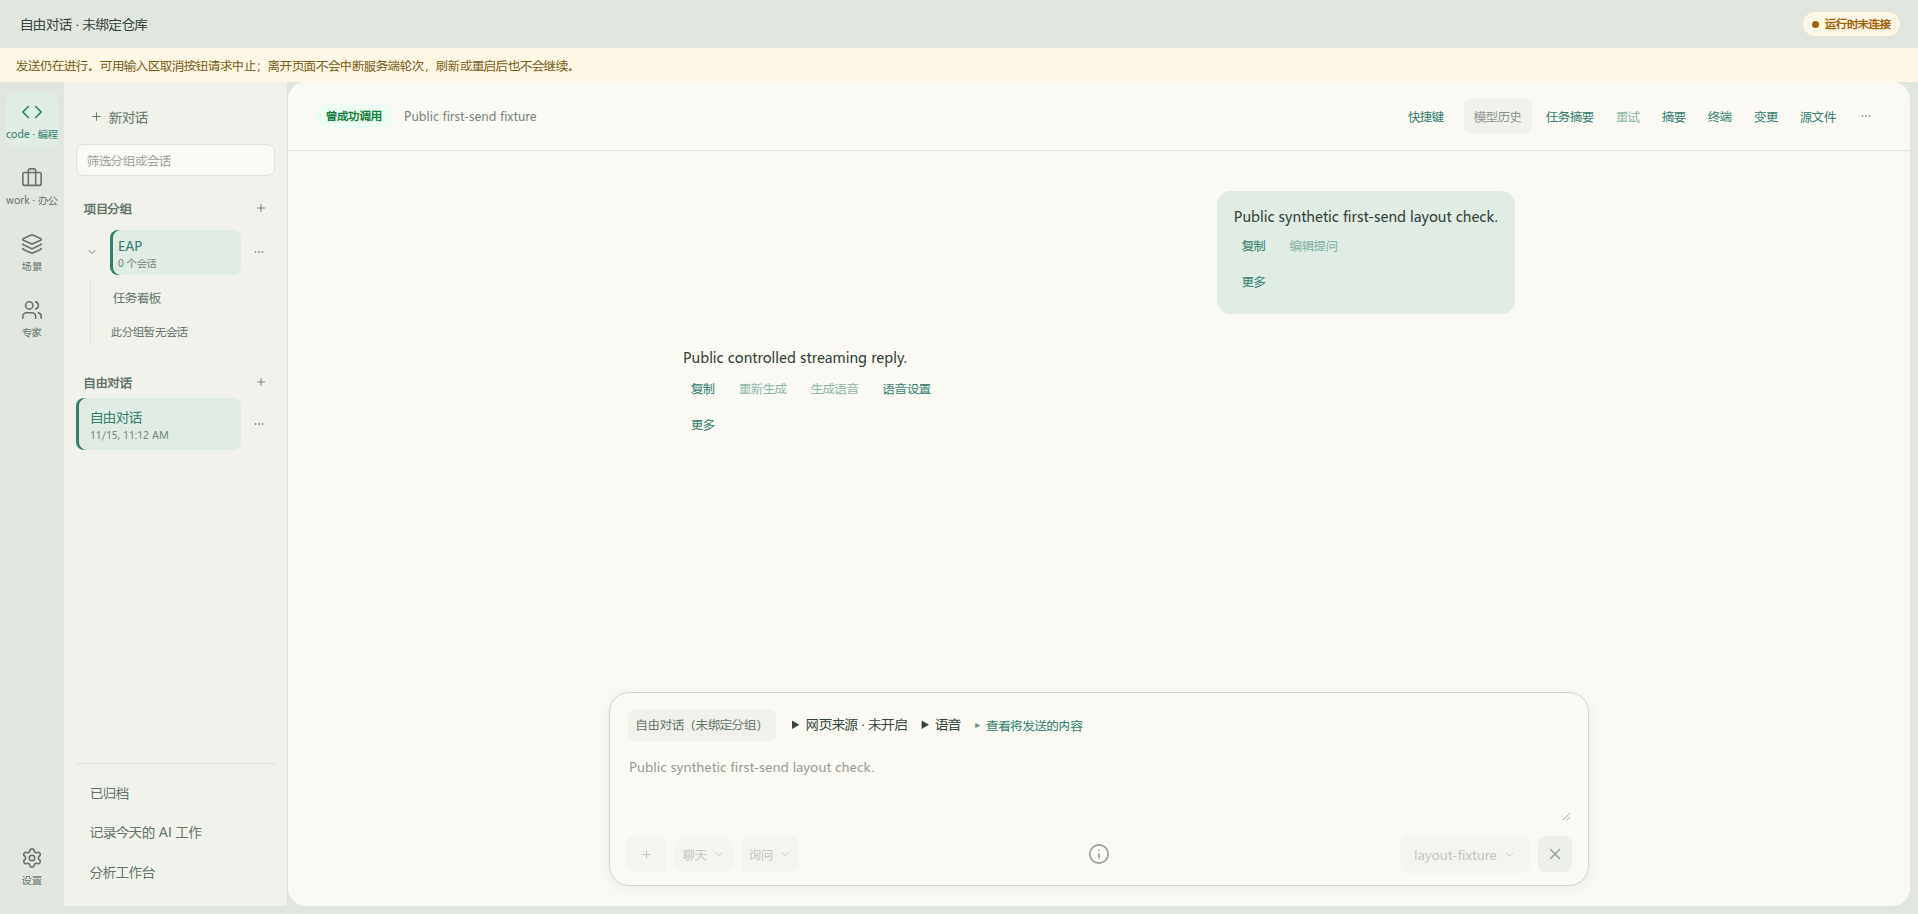 自由对话 · 未绑定仓库
运行时未连接
发送仍在进行。可用输入区取消按钮请求中止；离开页面不会中断服务端轮次，刷新或重启后也不会继续。
code · 编程
work · 办公
场景
专家
设置
+ 新对话
筛选分组或会话
项目分组 +
EAP
0 个会话
...
任务看板
此分组暂无会话
自由对话 +
自由对话
11/15, 11:12 AM
...
已归档
记录今天的 AI 工作
分析工作台
曾成功调用 Public first-send fixture
快捷键 模型历史 任务摘要 重试 摘要 终端 变更 源文件 ...
Public synthetic first-send layout check.
复制 编辑提问
更多
Public controlled streaming reply.
复制 重新生成 生成语音 语音设置
更多
自由对话（未绑定分组） 网页来源 · 未开启 语音 查看将发送的内容
Public synthetic first-send layout check.
+ 聊天 询问 layout-fixture